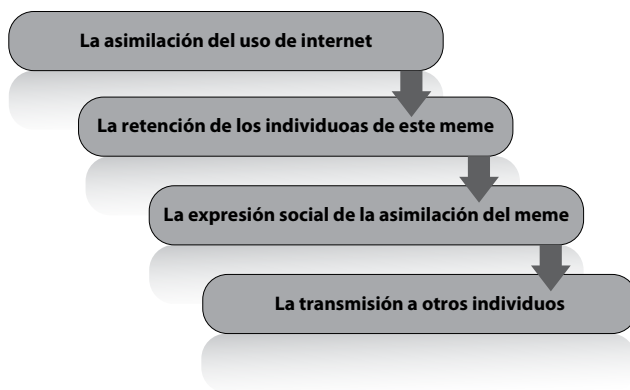 La asimilación del uso de internet
La retención de los individuoas de este meme
La expresión social de la asimilación del meme
La transmisión a otros individuos